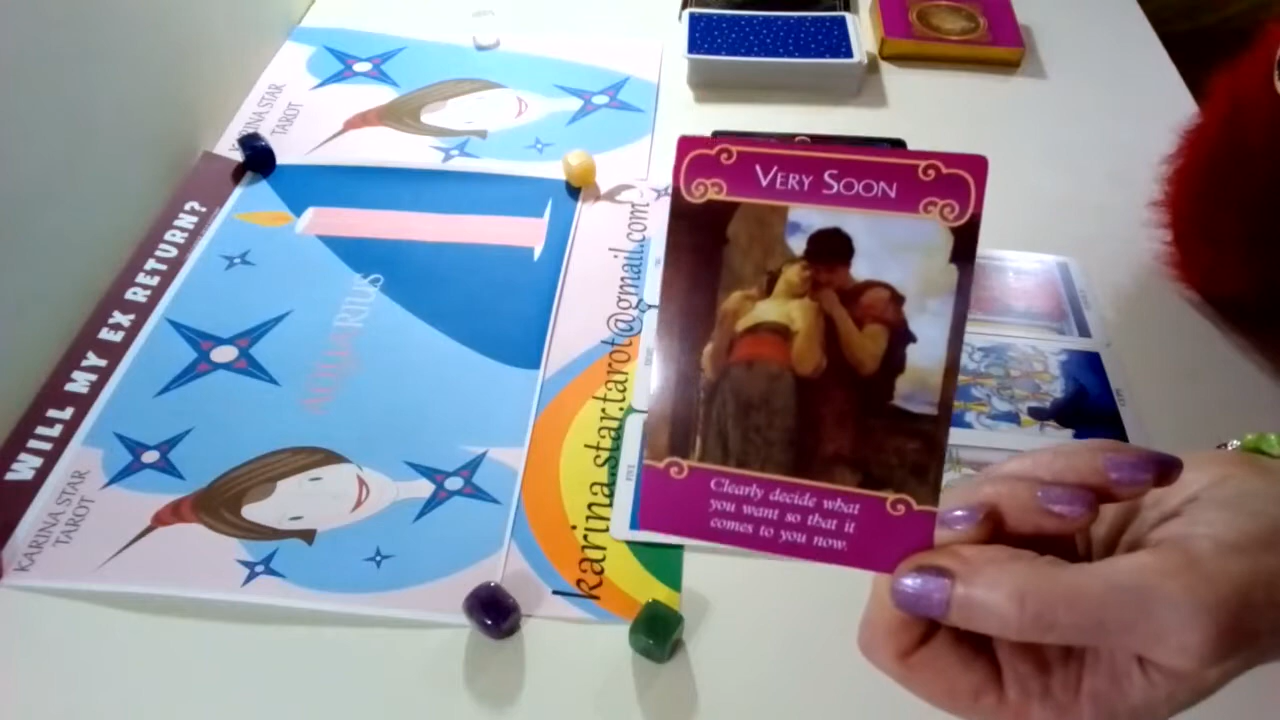 KARINA STAR
TAROT
WILL MY EX RETURN?
AQUARIUS
KARINA STAR
TAROT
karina.star.tarot@gmail.com
VERY SOON
Clearly decide what
you want so that it
comes to you now.
FIVE